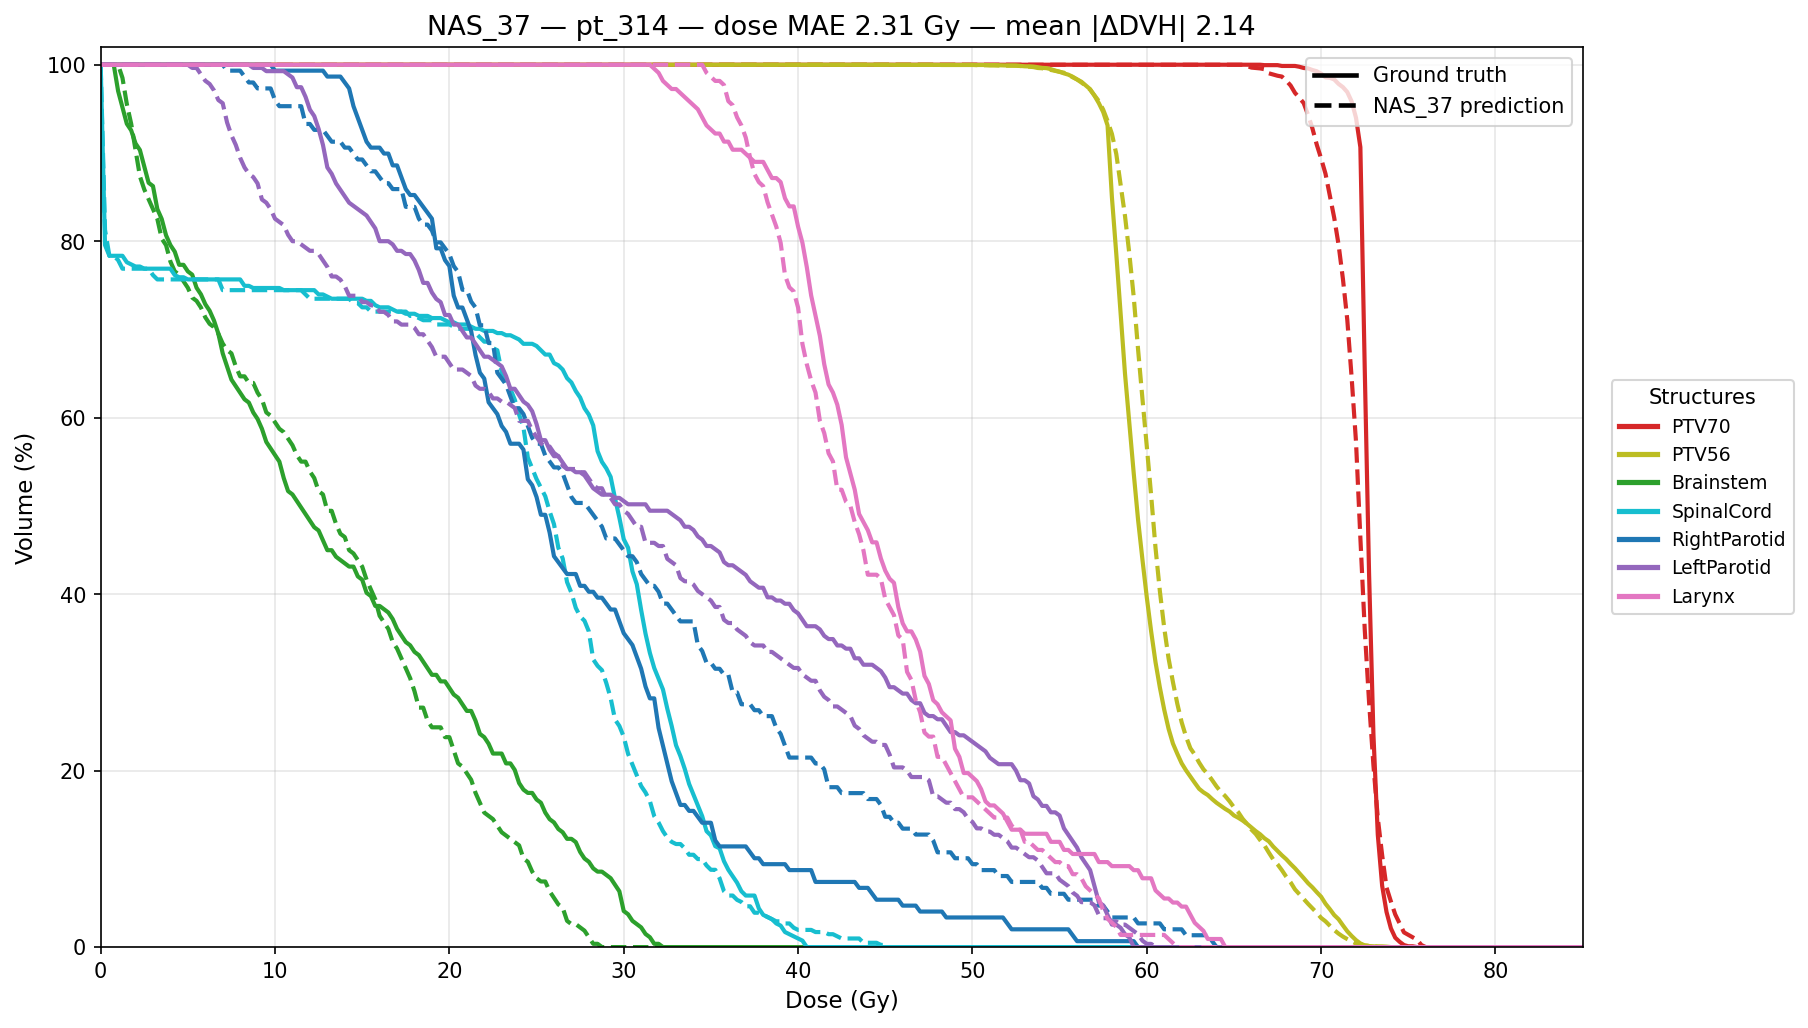 NAS_37 — pt_314 — dose MAE 2.31 Gy — mean |ΔDVH| 2.14
Ground truth
NAS_37 prediction
Volume (%)
100
80
60
40
20
0
0 10 20 30 40 50 60 70 80
Dose (Gy)
Structures
PTV70
PTV56
Brainstem
SpinalCord
RightParotid
LeftParotid
Larynx